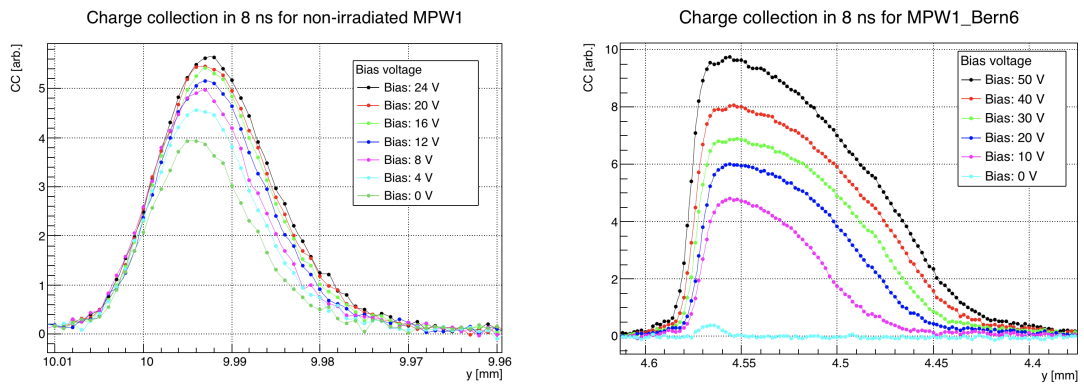 Charge collection in 8 ns for non-irradiated MPW1
CC [arb.]
5
4
3
2
1
0
Bias voltage
Bias: 24 V
Bias: 20 V
Bias: 16 V
Bias: 12 V
Bias: 8 V
Bias: 4 V
Bias: 0 V
10.01
10
9.99
9.98
9.97
9.96
y [mm]
Charge collection in 8 ns for MPW1_Bern6
CC [arb.]
10
8
6
4
2
0
Bias voltage
Bias: 50 V
Bias: 40 V
Bias: 30 V
Bias: 20 V
Bias: 10 V
Bias: 0 V
4.6
4.55
4.5
4.45
4.4
y [mm]